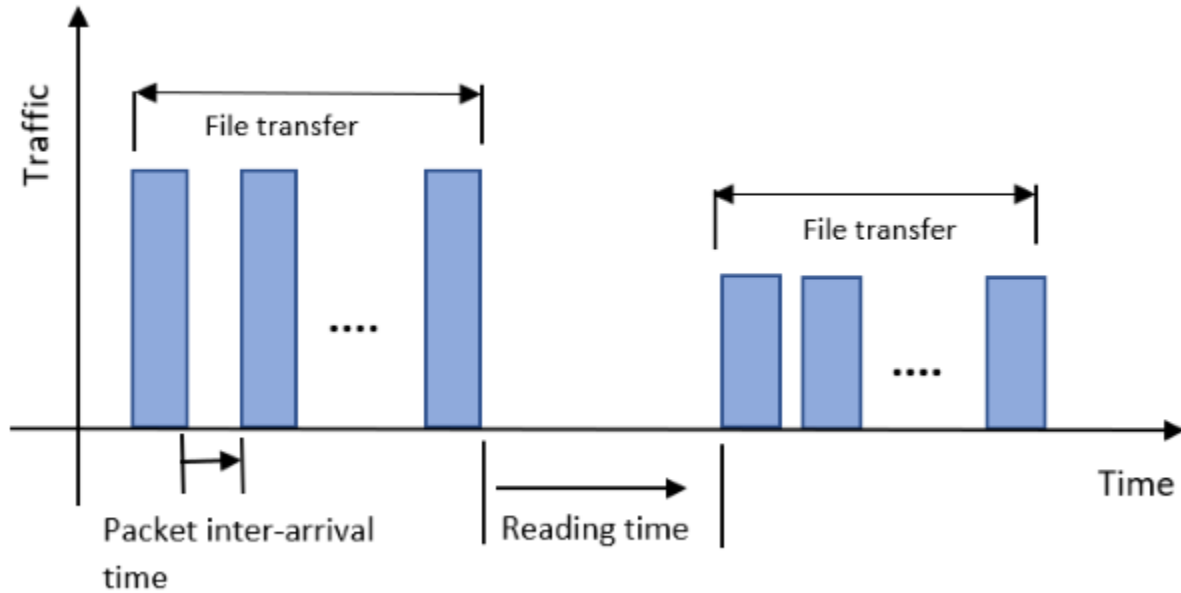 Traffic
File transfer
....
File transfer
....
Time
Packet inter-arrival
time
Reading time